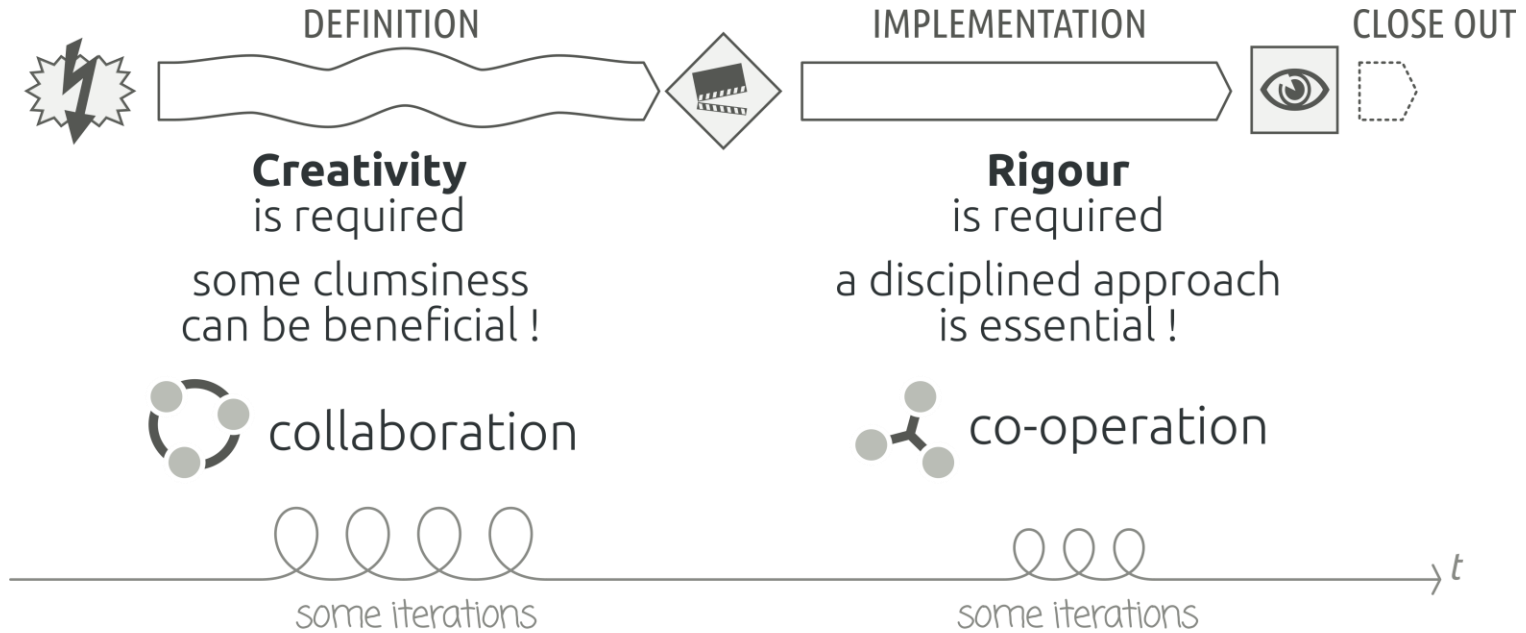 DEFINITION
IMPLEMENTATION
CLOSE OUT
Creativity
is required
some clumsiness
can be beneficial !
Rigour
is required
a disciplined approach
is essential !
collaboration
co-operation
t
some iterations
some iterations